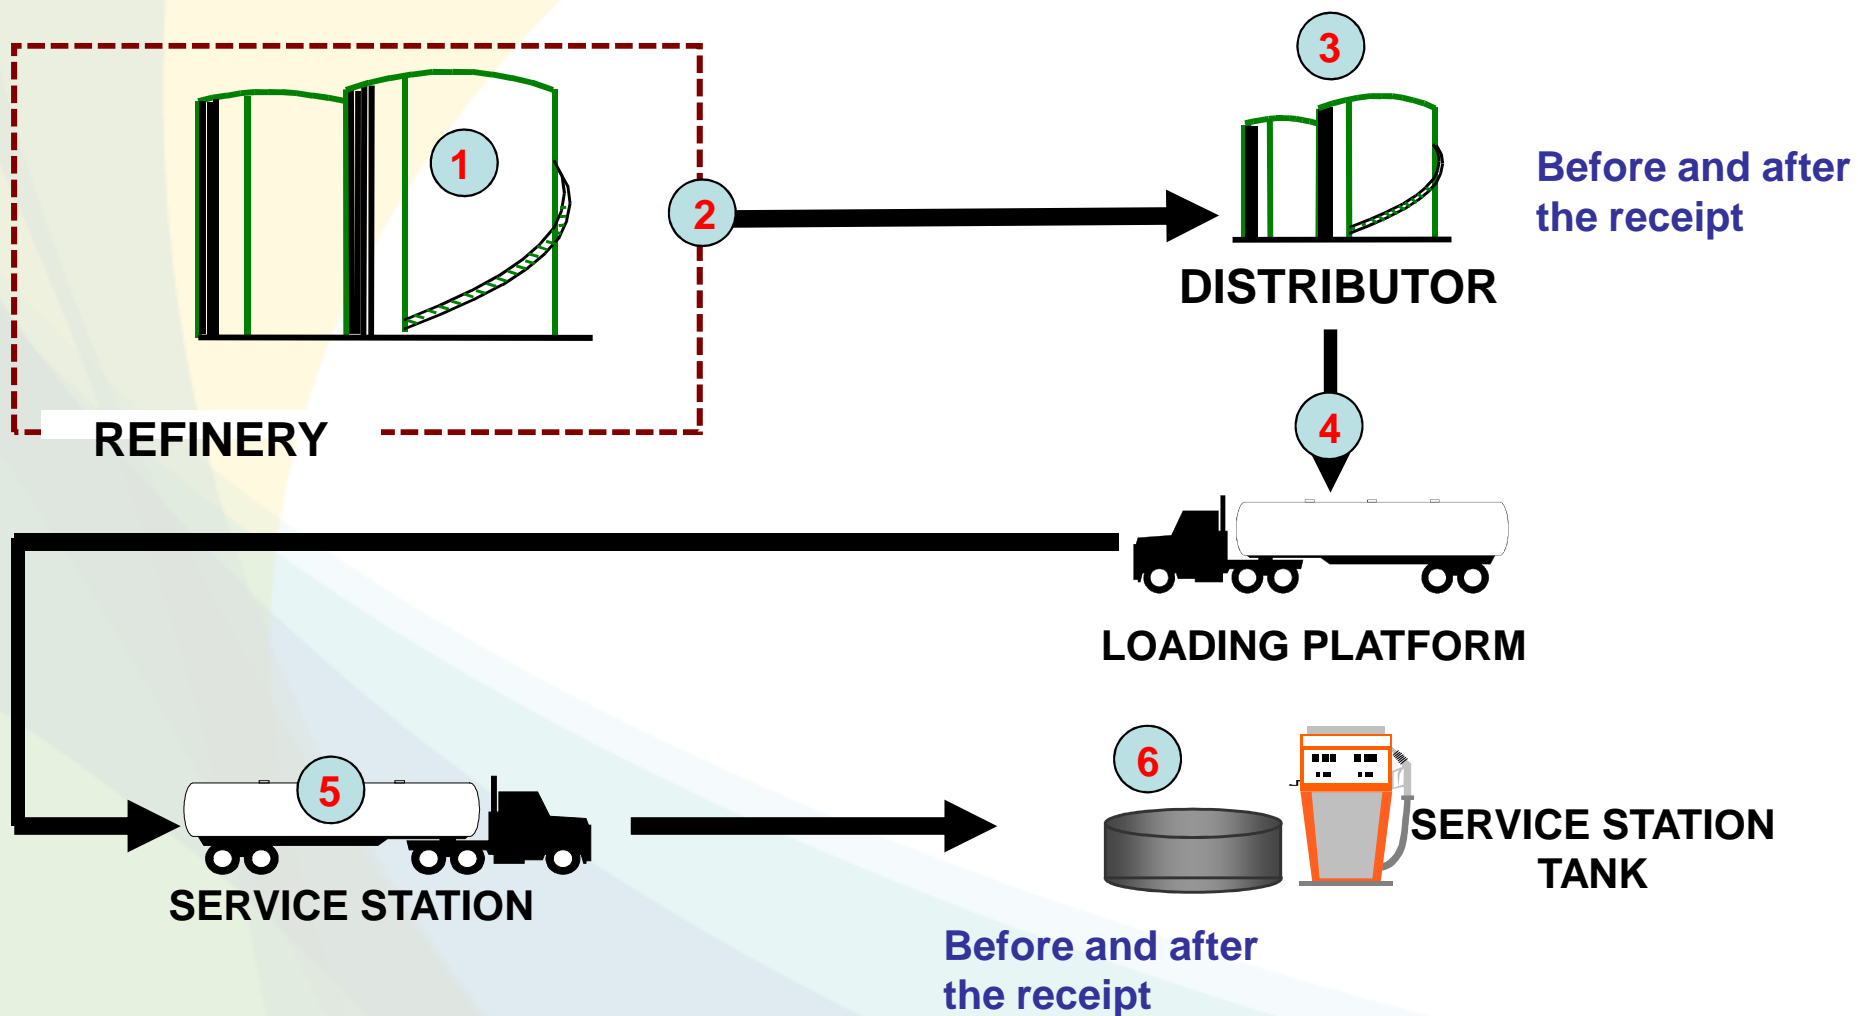 3
1
2
Before and after
the receipt
DISTRIBUTOR
REFINERY
4
LOADING PLATFORM
5
SERVICE STATION
6
SERVICE STATION
TANK
Before and after
the receipt